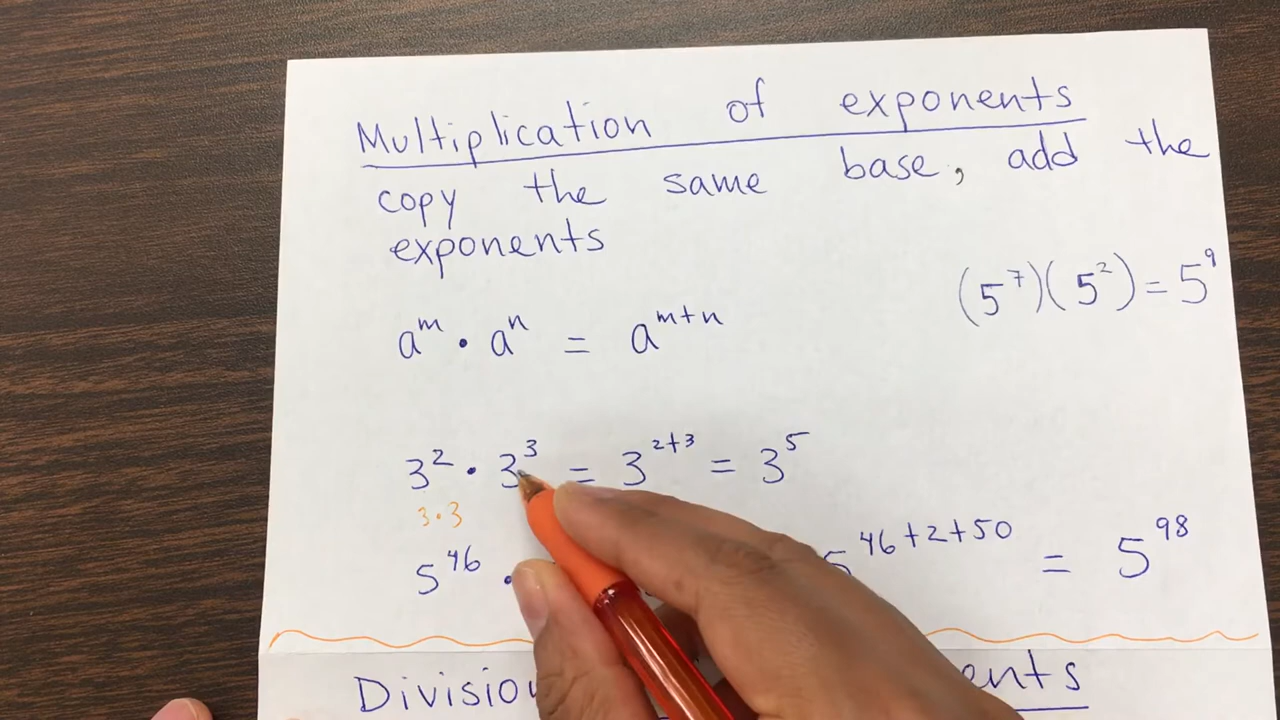 Multiplication of exponents
copy the same base, add the
exponents
(5⁷)(5²) = 5⁹
aᵐ · aⁿ = aᵐ⁺ⁿ
3² · 3³ = 3²⁺³ = 3⁵
3·3
5⁴⁶ · 5⁴⁶⁺²⁺⁵⁰ = 5⁹⁸